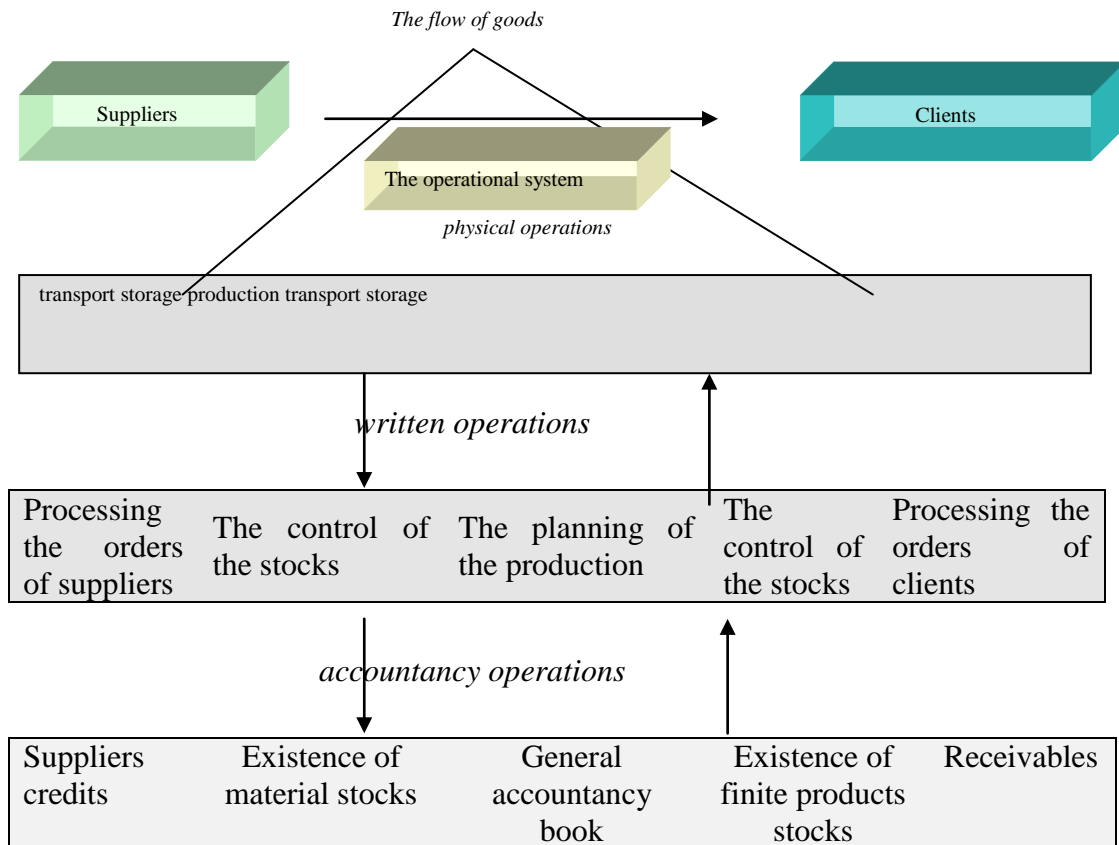 The flow of goods
Suppliers
Clients
The operational system
physical operations
transport storage production transport storage
written operations
Processing
the orders
of suppliers
The control of
the stocks
The planning of
the production
The
control of
the stocks
Processing the
orders of
clients
accountancy operations
Suppliers
credits
Existence of
material stocks
General
accountancy
book
Existence of
finite products
stocks
Receivables